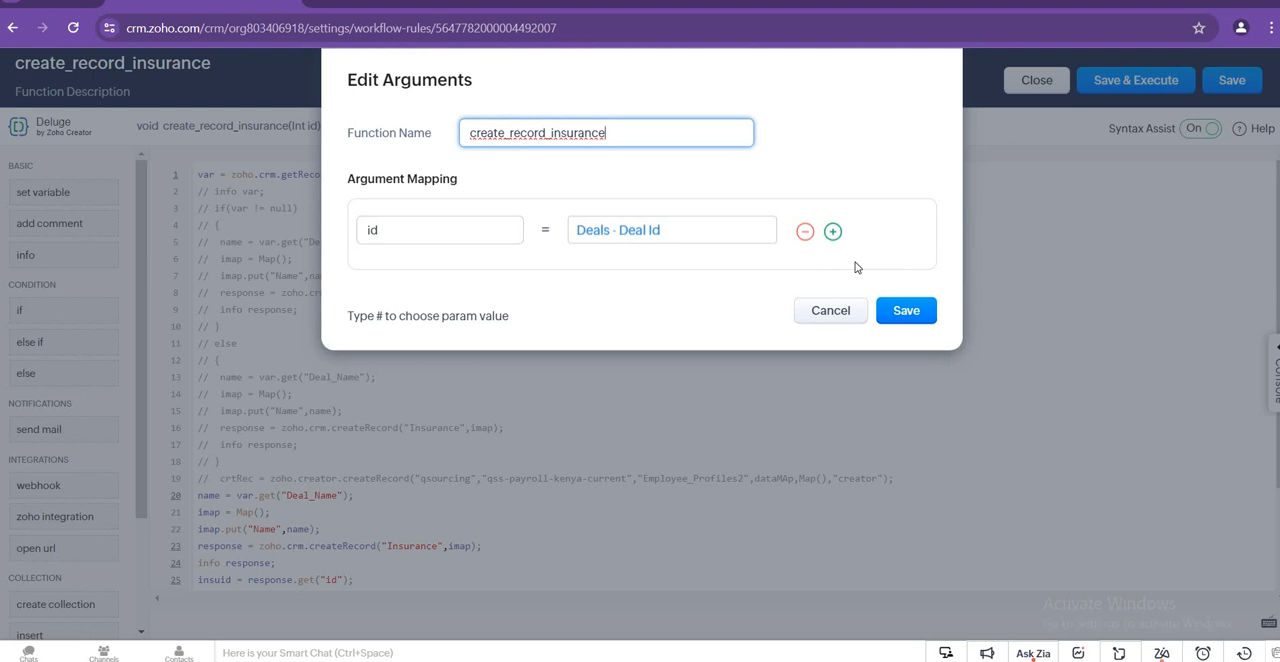 crm.zoho.com/crm/org803406918/settings/workflow-rules/5647782000004492007
create_record_insurance
Function Description
Close
Save & Execute
Save
Deluge
by Zoho Creator
void create_record_insurance(Int id)
Syntax Assist
On
Help
Edit Arguments
Function Name
create_record_insurance
Argument Mapping
id
=
Deals - Deal Id
Type # to choose param value
Cancel
Save
BASIC
set variable
add comment
info
CONDITION
if
else if
else
NOTIFICATIONS
send mail
INTEGRATIONS
webhook
zoho integration
open url
COLLECTION
create collection
insert
1 var = zoho.crm.getReco
2 // info var;
3 // if(var != null)
4 // {
5 // name = var.get("De
6 // imap = Map();
7 // imap.put("Name",na
8 // response = zoho.cr
9 // info response;
10 // }
11 // else
12 // {
13 // name = var.get("Deal_Name");
14 // imap = Map();
15 // imap.put("Name",name);
16 // response = zoho.crm.createRecord("Insurance",imap);
17 // info response;
18 // }
19 // crtRec = zoho.creator.createRecord("qsourcing","qss-payroll-kenya-current","Employee_Profiles2",dataMAp,Map(),"creator");
20 name = var.get("Deal_Name");
21 imap = Map();
22 imap.put("Name",name);
23 response = zoho.crm.createRecord("Insurance",imap);
24 info response;
25 insuid = response.get("id");
Console
Activate Windows
Go to Settings to activate Windows.
Chats
Channels
Contacts
Here is your Smart Chat (Ctrl+Space)
Ask Zia